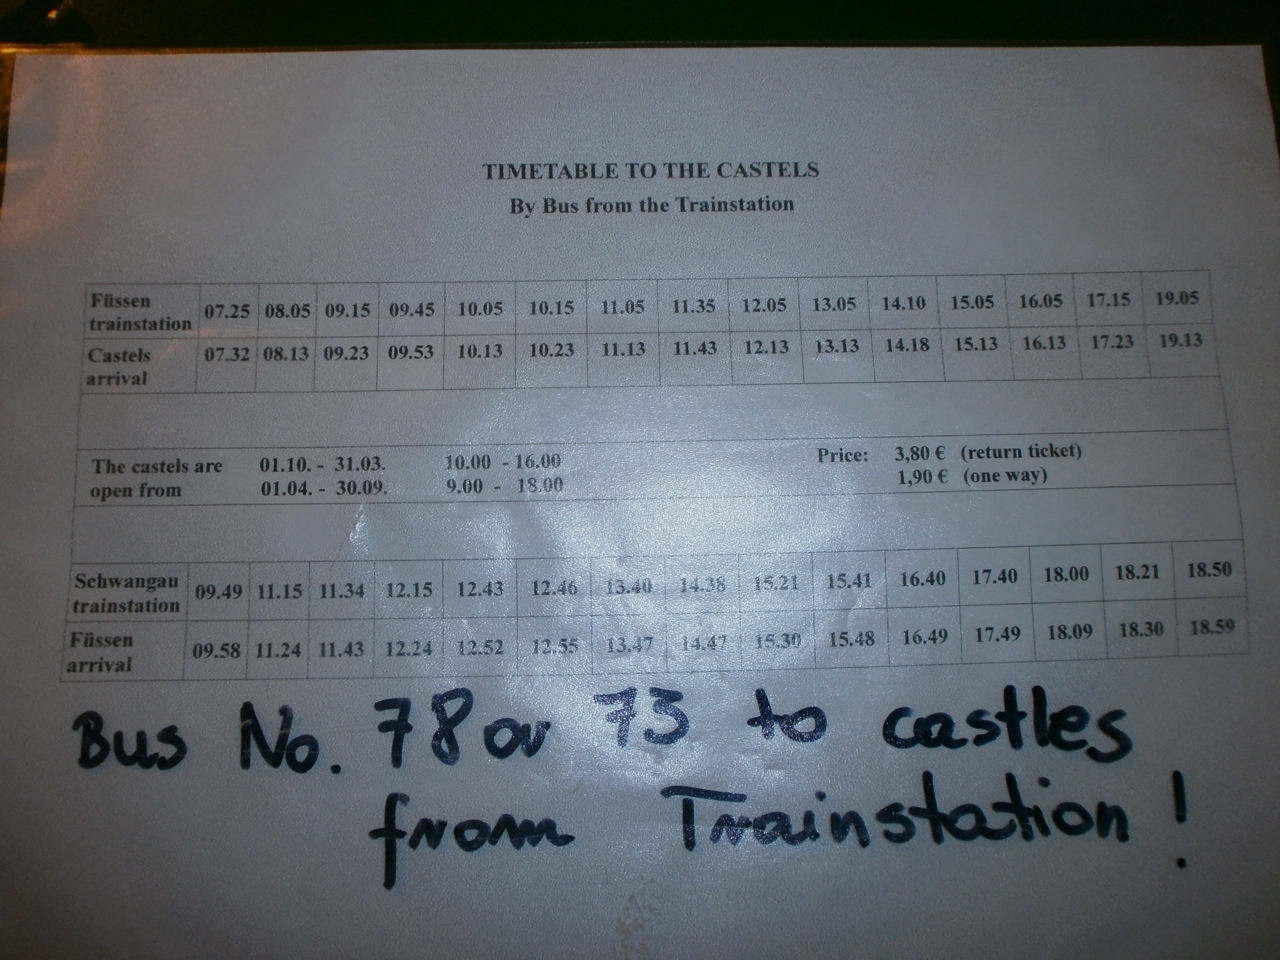 TIMETABLE TO THE CASTELS
By Bus from the Trainstation
Füssen
trainstation 07.25 08.05 09.15 09.45 10.05 10.15 11.05 11.35 12.05 13.05 14.10 15.05 16.05 17.15 19.05
Castels
arrival 07.32 08.13 09.23 09.53 10.13 10.23 11.13 11.43 12.13 13.13 14.18 15.13 16.13 17.23 19.13
The castels are 01.10. - 31.03. 10.00 - 16.00 Price: 3,80 € (return ticket)
open from 01.04. - 30.09. 9.00 - 18.00 1,90 € (one way)
Schwangau
trainstation 09.49 11.15 11.34 12.15 12.43 12.46 13.40 14.38 15.21 15.41 16.40 17.40 18.00 18.21 18.50
Füssen
arrival 09.58 11.24 11.43 12.24 12.52 12.55 13.47 14.47 15.30 15.48 16.49 17.49 18.09 18.30 18.59
Bus No. 78 or 73 to castles
from Trainstation !